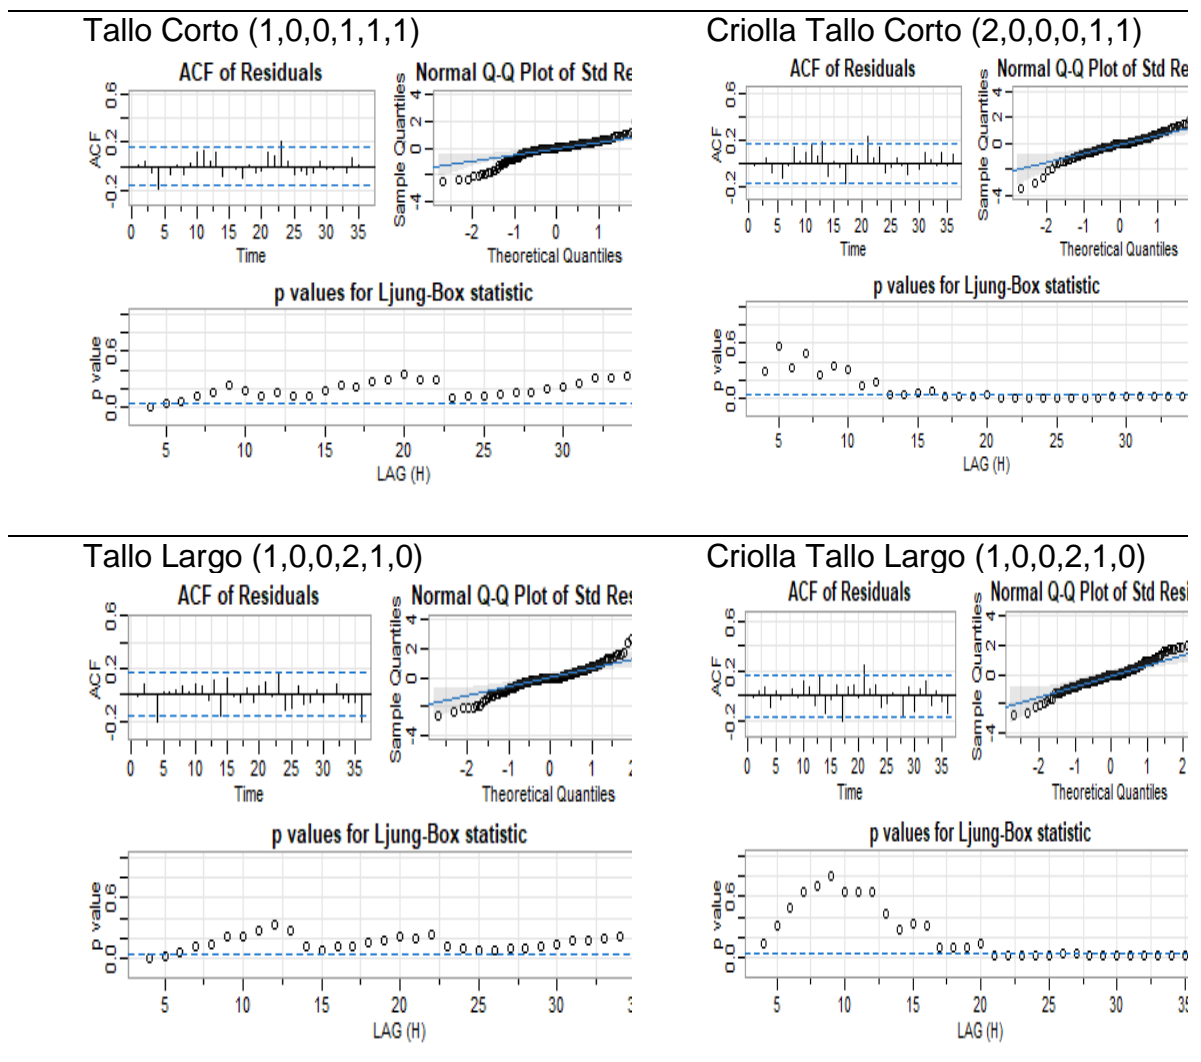 Tallo Corto (1,0,0,1,1,1)
ACF of Residuals
Normal Q-Q Plot of Std Re
ACF
-0.2 0.2 0.6
0 5 10 15 20 25 30 35
Time
Sample Quantiles
-4 0 2 4
-2 -1 0 1
Theoretical Quantiles
p values for Ljung-Box statistic
p value
0.0 0.6
5 10 15 20 25 30
LAG (H)
Criolla Tallo Corto (2,0,0,0,1,1)
ACF of Residuals
Normal Q-Q Plot of Std Re
ACF
-0.2 0.2 0.6
0 5 10 15 20 25 30 35
Time
Sample Quantiles
-4 0 2 4
-2 -1 0 1
Theoretical Quantiles
p values for Ljung-Box statistic
p value
0.0 0.6
5 10 15 20 25 30
LAG (H)
Tallo Largo (1,0,0,2,1,0)
ACF of Residuals
Normal Q-Q Plot of Std Res
ACF
-0.2 0.2 0.6
0 5 10 15 20 25 30 35
Time
Sample Quantiles
-4 0 2 4
-2 -1 0 1 2
Theoretical Quantiles
p values for Ljung-Box statistic
p value
0.0 0.6
5 10 15 20 25 30
LAG (H)
Criolla Tallo Largo (1,0,0,2,1,0)
ACF of Residuals
Normal Q-Q Plot of Std Resi
ACF
-0.2 0.2 0.6
0 5 10 15 20 25 30 35
Time
Sample Quantiles
-4 0 2 4
-2 -1 0 1 2
Theoretical Quantiles
p values for Ljung-Box statistic
p value
0.0 0.6
5 10 15 20 25 30 35
LAG (H)